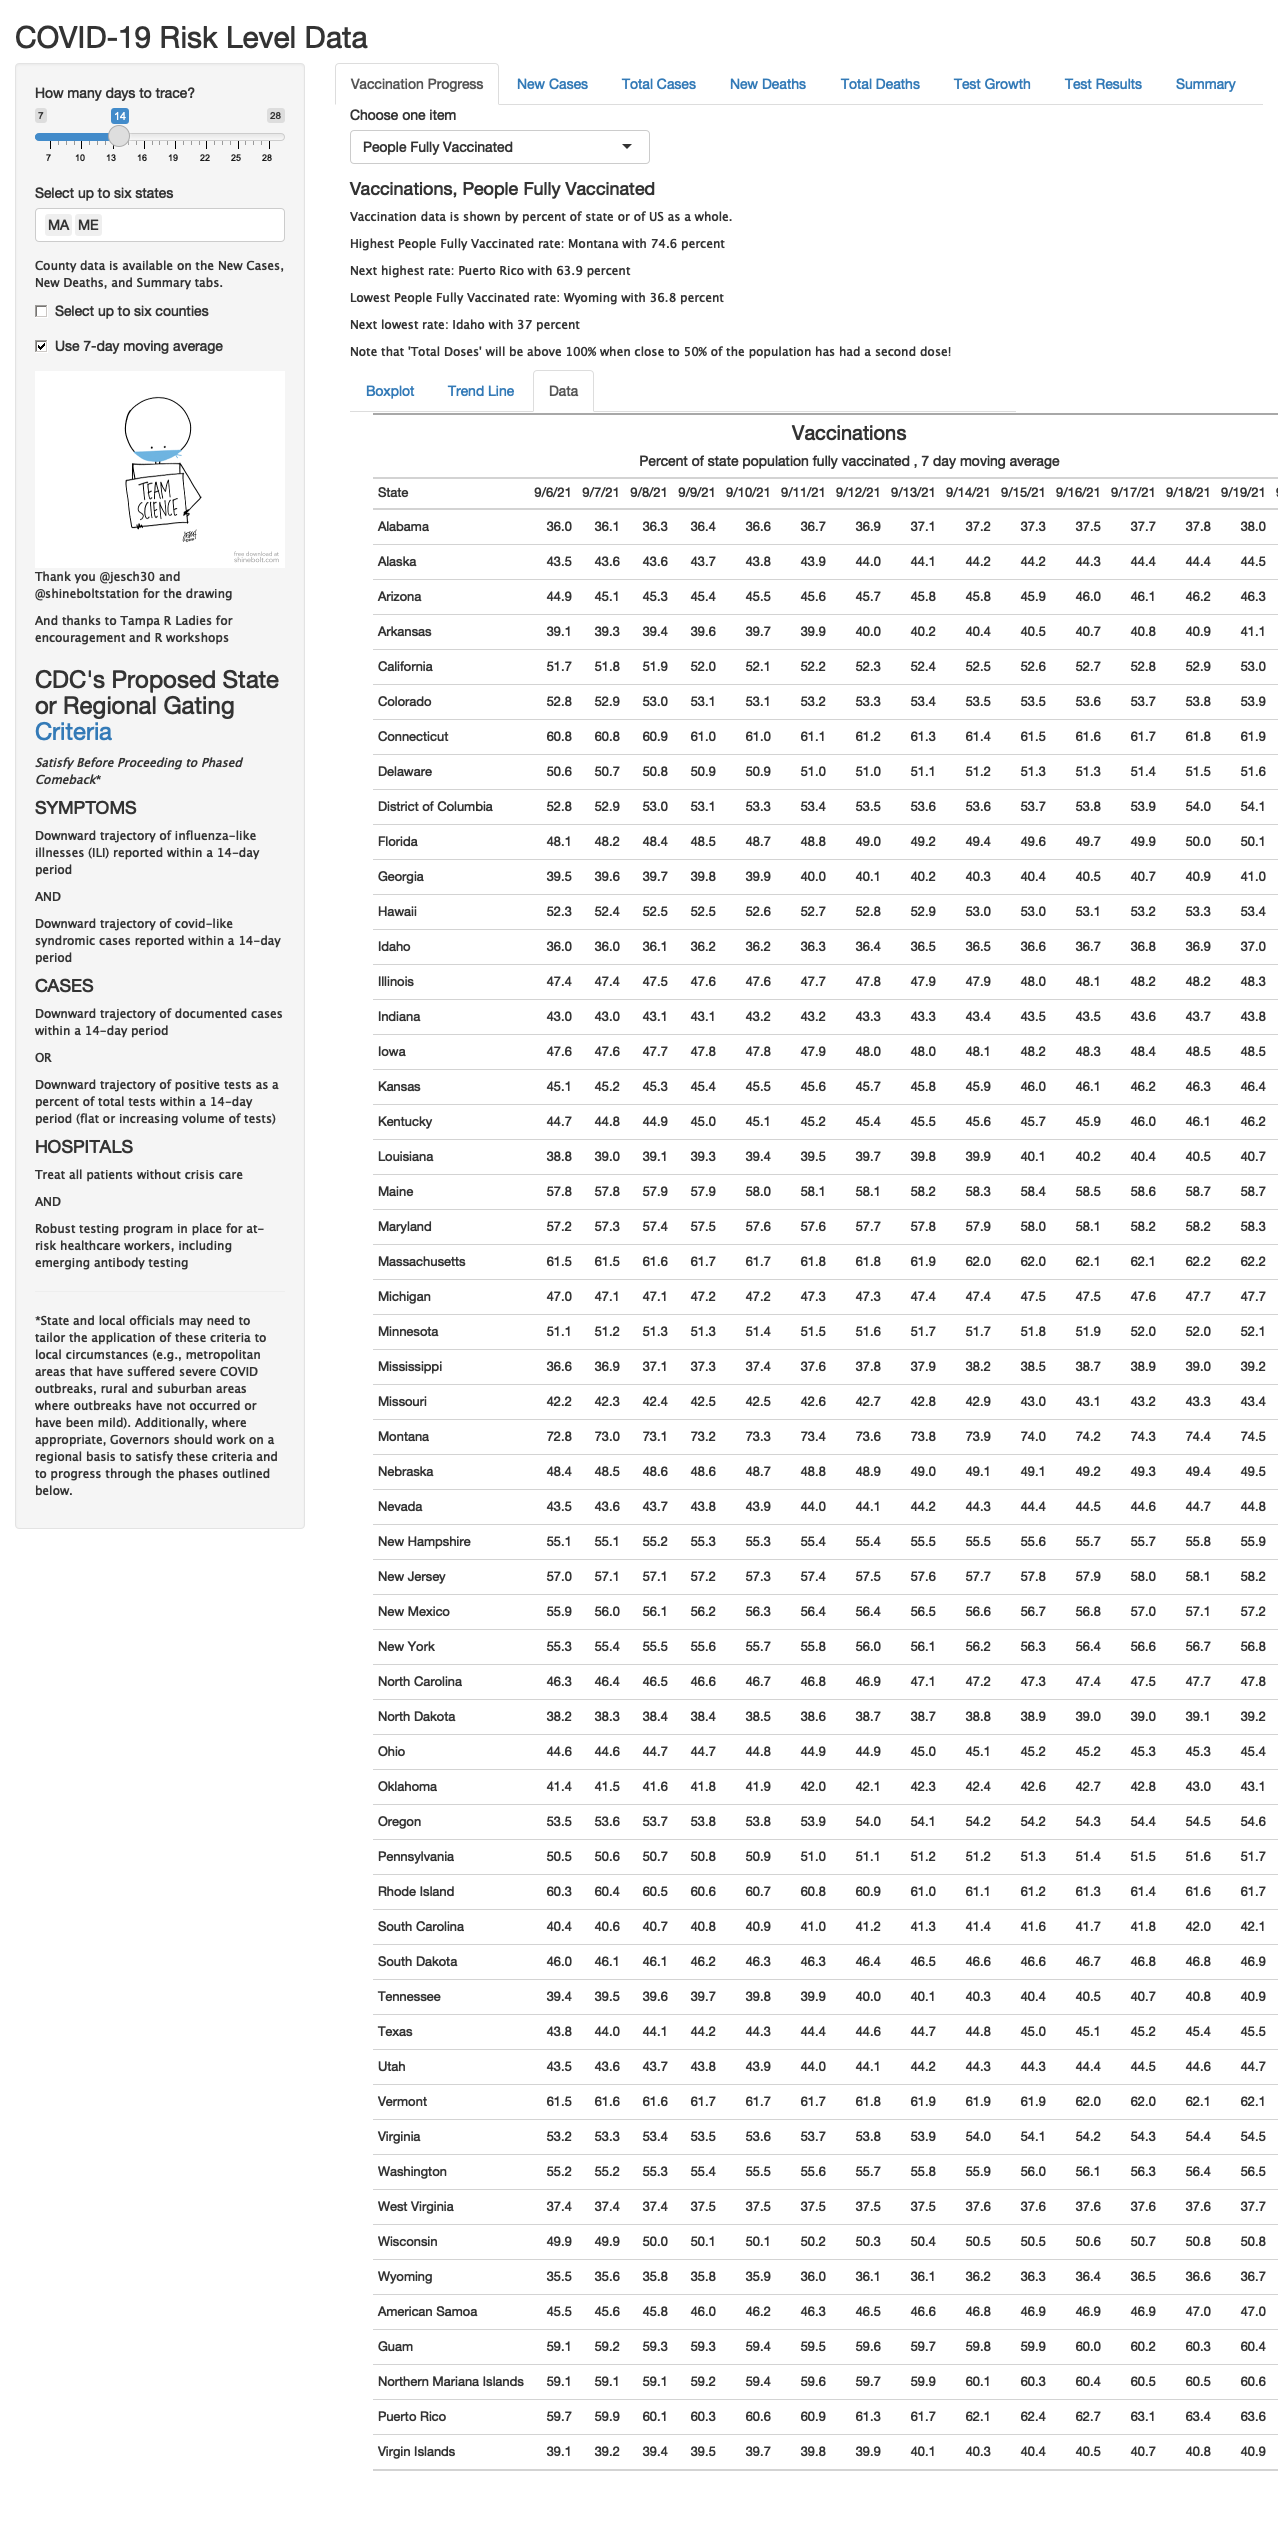 COVID-19 Risk Level Data
How many days to trace?
7 14 28
7 10 13 16 19 22 25 28
Select up to six states
MA ME
County data is available on the New Cases,
New Deaths, and Summary tabs.
Select up to six counties
Use 7-day moving average
TEAM
SCIENCE
free download at
shinebolt.com
Thank you @jesch30 and
@shineboltstation for the drawing
And thanks to Tampa R Ladies for
encouragement and R workshops
CDC's Proposed State
or Regional Gating
Criteria
Satisfy Before Proceeding to Phased
Comeback*
SYMPTOMS
Downward trajectory of influenza-like
illnesses (ILI) reported within a 14-day
period
AND
Downward trajectory of covid-like
syndromic cases reported within a 14-day
period
CASES
Downward trajectory of documented cases
within a 14-day period
OR
Downward trajectory of positive tests as a
percent of total tests within a 14-day
period (flat or increasing volume of tests)
HOSPITALS
Treat all patients without crisis care
AND
Robust testing program in place for at-
risk healthcare workers, including
emerging antibody testing
*State and local officials may need to
tailor the application of these criteria to
local circumstances (e.g., metropolitan
areas that have suffered severe COVID
outbreaks, rural and suburban areas
where outbreaks have not occurred or
have been mild). Additionally, where
appropriate, Governors should work on a
regional basis to satisfy these criteria and
to progress through the phases outlined
below.
Vaccination Progress New Cases Total Cases New Deaths Total Deaths Test Growth Test Results Summary
Choose one item
People Fully Vaccinated
Vaccinations, People Fully Vaccinated
Vaccination data is shown by percent of state or of US as a whole.
Highest People Fully Vaccinated rate: Montana with 74.6 percent
Next highest rate: Puerto Rico with 63.9 percent
Lowest People Fully Vaccinated rate: Wyoming with 36.8 percent
Next lowest rate: Idaho with 37 percent
Note that 'Total Doses' will be above 100% when close to 50% of the population has had a second dose!
Boxplot Trend Line Data
Vaccinations
Percent of state population fully vaccinated , 7 day moving average
State 9/6/21 9/7/21 9/8/21 9/9/21 9/10/21 9/11/21 9/12/21 9/13/21 9/14/21 9/15/21 9/16/21 9/17/21 9/18/21 9/19/21
Alabama 36.0 36.1 36.3 36.4 36.6 36.7 36.9 37.1 37.2 37.3 37.5 37.7 37.8 38.0
Alaska 43.5 43.6 43.6 43.7 43.8 43.9 44.0 44.1 44.2 44.2 44.3 44.4 44.4 44.5
Arizona 44.9 45.1 45.3 45.4 45.5 45.6 45.7 45.8 45.8 45.9 46.0 46.1 46.2 46.3
Arkansas 39.1 39.3 39.4 39.6 39.7 39.9 40.0 40.2 40.4 40.5 40.7 40.8 40.9 41.1
California 51.7 51.8 51.9 52.0 52.1 52.2 52.3 52.4 52.5 52.6 52.7 52.8 52.9 53.0
Colorado 52.8 52.9 53.0 53.1 53.1 53.2 53.3 53.4 53.5 53.5 53.6 53.7 53.8 53.9
Connecticut 60.8 60.8 60.9 61.0 61.0 61.1 61.2 61.3 61.4 61.5 61.6 61.7 61.8 61.9
Delaware 50.6 50.7 50.8 50.9 50.9 51.0 51.0 51.1 51.2 51.3 51.3 51.4 51.5 51.6
District of Columbia 52.8 52.9 53.0 53.1 53.3 53.4 53.5 53.6 53.6 53.7 53.8 53.9 54.0 54.1
Florida 48.1 48.2 48.4 48.5 48.7 48.8 49.0 49.2 49.4 49.6 49.7 49.9 50.0 50.1
Georgia 39.5 39.6 39.7 39.8 39.9 40.0 40.1 40.2 40.3 40.4 40.5 40.7 40.9 41.0
Hawaii 52.3 52.4 52.5 52.5 52.6 52.7 52.8 52.9 53.0 53.0 53.1 53.2 53.3 53.4
Idaho 36.0 36.0 36.1 36.2 36.2 36.3 36.4 36.5 36.5 36.6 36.7 36.8 36.9 37.0
Illinois 47.4 47.4 47.5 47.6 47.6 47.7 47.8 47.9 47.9 48.0 48.1 48.2 48.2 48.3
Indiana 43.0 43.0 43.1 43.1 43.2 43.2 43.3 43.3 43.4 43.5 43.5 43.6 43.7 43.8
Iowa 47.6 47.6 47.7 47.8 47.8 47.9 48.0 48.0 48.1 48.2 48.3 48.4 48.5 48.5
Kansas 45.1 45.2 45.3 45.4 45.5 45.6 45.7 45.8 45.9 46.0 46.1 46.2 46.3 46.4
Kentucky 44.7 44.8 44.9 45.0 45.1 45.2 45.4 45.5 45.6 45.7 45.9 46.0 46.1 46.2
Louisiana 38.8 39.0 39.1 39.3 39.4 39.5 39.7 39.8 39.9 40.1 40.2 40.4 40.5 40.7
Maine 57.8 57.8 57.9 57.9 58.0 58.1 58.1 58.2 58.3 58.4 58.5 58.6 58.7 58.7
Maryland 57.2 57.3 57.4 57.5 57.6 57.6 57.7 57.8 57.9 58.0 58.1 58.2 58.2 58.3
Massachusetts 61.5 61.5 61.6 61.7 61.7 61.8 61.8 61.9 62.0 62.0 62.1 62.1 62.2 62.2
Michigan 47.0 47.1 47.1 47.2 47.2 47.3 47.3 47.4 47.4 47.5 47.5 47.6 47.7 47.7
Minnesota 51.1 51.2 51.3 51.3 51.4 51.5 51.6 51.7 51.7 51.8 51.9 52.0 52.0 52.1
Mississippi 36.6 36.9 37.1 37.3 37.4 37.6 37.8 37.9 38.2 38.5 38.7 38.9 39.0 39.2
Missouri 42.2 42.3 42.4 42.5 42.5 42.6 42.7 42.8 42.9 43.0 43.1 43.2 43.3 43.4
Montana 72.8 73.0 73.1 73.2 73.3 73.4 73.6 73.8 73.9 74.0 74.2 74.3 74.4 74.5
Nebraska 48.4 48.5 48.6 48.6 48.7 48.8 48.9 49.0 49.1 49.1 49.2 49.3 49.4 49.5
Nevada 43.5 43.6 43.7 43.8 43.9 44.0 44.1 44.2 44.3 44.4 44.5 44.6 44.7 44.8
New Hampshire 55.1 55.1 55.2 55.3 55.3 55.4 55.4 55.5 55.5 55.6 55.7 55.7 55.8 55.9
New Jersey 57.0 57.1 57.1 57.2 57.3 57.4 57.5 57.6 57.7 57.8 57.9 58.0 58.1 58.2
New Mexico 55.9 56.0 56.1 56.2 56.3 56.4 56.4 56.5 56.6 56.7 56.8 57.0 57.1 57.2
New York 55.3 55.4 55.5 55.6 55.7 55.8 56.0 56.1 56.2 56.3 56.4 56.6 56.7 56.8
North Carolina 46.3 46.4 46.5 46.6 46.7 46.8 46.9 47.1 47.2 47.3 47.4 47.5 47.7 47.8
North Dakota 38.2 38.3 38.4 38.4 38.5 38.6 38.7 38.7 38.8 38.9 39.0 39.0 39.1 39.2
Ohio 44.6 44.6 44.7 44.7 44.8 44.9 44.9 45.0 45.1 45.2 45.2 45.3 45.3 45.4
Oklahoma 41.4 41.5 41.6 41.8 41.9 42.0 42.1 42.3 42.4 42.6 42.7 42.8 43.0 43.1
Oregon 53.5 53.6 53.7 53.8 53.8 53.9 54.0 54.1 54.2 54.2 54.3 54.4 54.5 54.6
Pennsylvania 50.5 50.6 50.7 50.8 50.9 51.0 51.1 51.2 51.2 51.3 51.4 51.5 51.6 51.7
Rhode Island 60.3 60.4 60.5 60.6 60.7 60.8 60.9 61.0 61.1 61.2 61.3 61.4 61.6 61.7
South Carolina 40.4 40.6 40.7 40.8 40.9 41.0 41.2 41.3 41.4 41.6 41.7 41.8 42.0 42.1
South Dakota 46.0 46.1 46.1 46.2 46.3 46.3 46.4 46.5 46.6 46.6 46.7 46.8 46.8 46.9
Tennessee 39.4 39.5 39.6 39.7 39.8 39.9 40.0 40.1 40.3 40.4 40.5 40.7 40.8 40.9
Texas 43.8 44.0 44.1 44.2 44.3 44.4 44.6 44.7 44.8 45.0 45.1 45.2 45.4 45.5
Utah 43.5 43.6 43.7 43.8 43.9 44.0 44.1 44.2 44.3 44.3 44.4 44.5 44.6 44.7
Vermont 61.5 61.6 61.6 61.7 61.7 61.7 61.8 61.9 61.9 61.9 62.0 62.0 62.1 62.1
Virginia 53.2 53.3 53.4 53.5 53.6 53.7 53.8 53.9 54.0 54.1 54.2 54.3 54.4 54.5
Washington 55.2 55.2 55.3 55.4 55.5 55.6 55.7 55.8 55.9 56.0 56.1 56.3 56.4 56.5
West Virginia 37.4 37.4 37.4 37.5 37.5 37.5 37.5 37.5 37.6 37.6 37.6 37.6 37.6 37.7
Wisconsin 49.9 49.9 50.0 50.1 50.1 50.2 50.3 50.4 50.5 50.5 50.6 50.7 50.8 50.8
Wyoming 35.5 35.6 35.8 35.8 35.9 36.0 36.1 36.1 36.2 36.3 36.4 36.5 36.6 36.7
American Samoa 45.5 45.6 45.8 46.0 46.2 46.3 46.5 46.6 46.8 46.9 46.9 46.9 47.0 47.0
Guam 59.1 59.2 59.3 59.3 59.4 59.5 59.6 59.7 59.8 59.9 60.0 60.2 60.3 60.4
Northern Mariana Islands 59.1 59.1 59.1 59.2 59.4 59.6 59.7 59.9 60.1 60.3 60.4 60.5 60.5 60.6
Puerto Rico 59.7 59.9 60.1 60.3 60.6 60.9 61.3 61.7 62.1 62.4 62.7 63.1 63.4 63.6
Virgin Islands 39.1 39.2 39.4 39.5 39.7 39.8 39.9 40.1 40.3 40.4 40.5 40.7 40.8 40.9